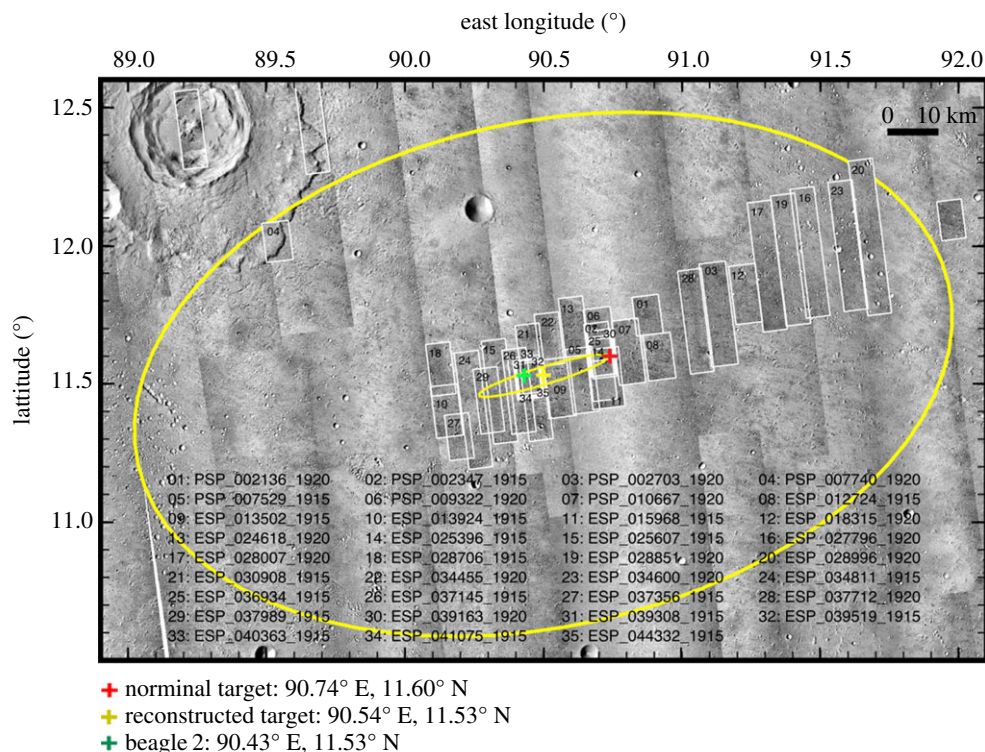 east longitude (°)
89.0 89.5 90.0 90.5 91.0 91.5 92.0
12.5
0 10 km
20
23
16
19
17
04
12.0
03
12
28
01
13
06
22
02
30
07
21
25
08
15
33
05
18
26
32
14
24
31
11.5
29
35
09
34
11
10
27
lattitude (°)
01: PSP_002136_1920 02: PSP_002347_1915 03: PSP_002703_1920 04: PSP_007740_1920
05: PSP_007529_1915 06: PSP_009322_1920 07: PSP_010667_1920 08: ESP_012724_1915
11.0
09: ESP_013502_1915 10: ESP_013924_1915 11: ESP_015968_1915 12: ESP_018315_1920
13: ESP_024618_1920 14: ESP_025396_1915 15: ESP_025607_1915 16: ESP_027796_1920
17: ESP_028007_1920 18: ESP_028706_1915 19: ESP_028851_1920 20: ESP_028996_1920
21: ESP_030908_1915 22: ESP_034455_1920 23: ESP_034600_1920 24: ESP_034811_1915
25: ESP_036934_1915 26: ESP_037145_1915 27: ESP_037356_1915 28: ESP_037712_1920
29: ESP_037989_1915 30: ESP_039163_1920 31: ESP_039308_1920 32: ESP_039519_1915
33: ESP_040363_1915 34: ESP_041075_1915 35: ESP_044332_1915
norminal target: 90.74° E, 11.60° N
reconstructed target: 90.54° E, 11.53° N
beagle 2: 90.43° E, 11.53° N